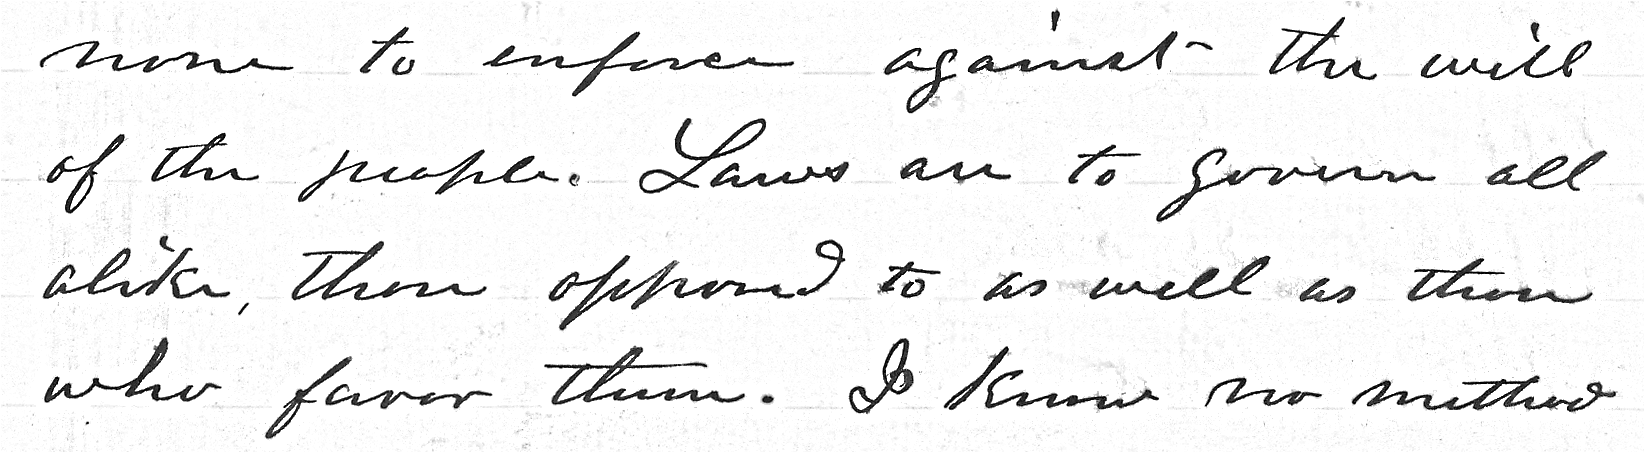 none to enforce against the will
of the people. Laws are to govern all
alike, those opposed to as well as those
who favor them. I know no method